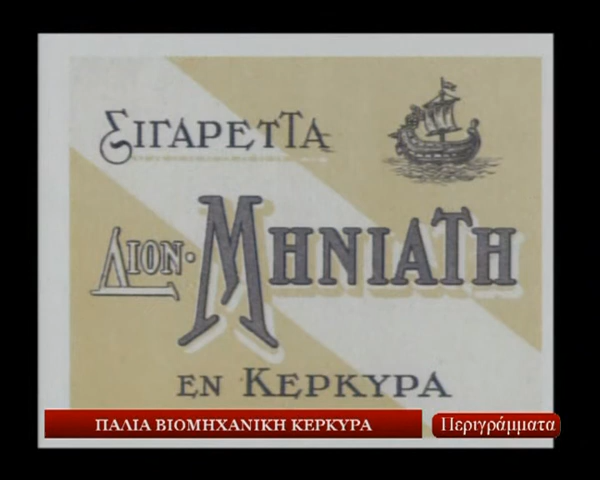 ΣΙΓΑΡΕΤΤΑ
ΔΙΟΝ· ΜΗΝΙΑΤΗ
ΕΝ ΚΕΡΚΥΡΑ
ΠΑΛΙΑ ΒΙΟΜΗΧΑΝΙΚΗ ΚΕΡΚΥΡΑ
Περιγράμματα